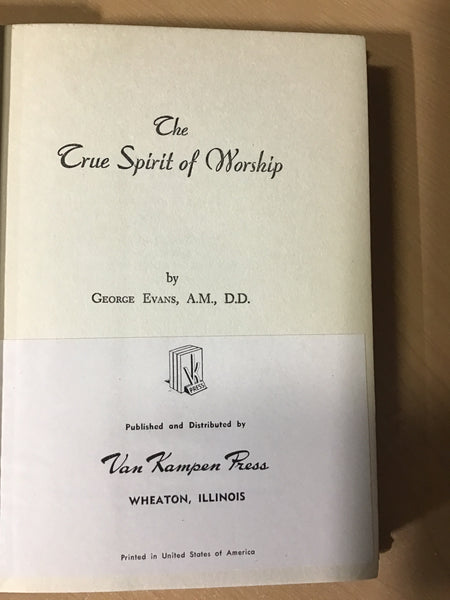 The
True Spirit of Worship
by
George Evans, A.M., D.D.
PRESS
Published and Distributed by
Van Kampen Press
WHEATON, ILLINOIS
Printed in United States of America